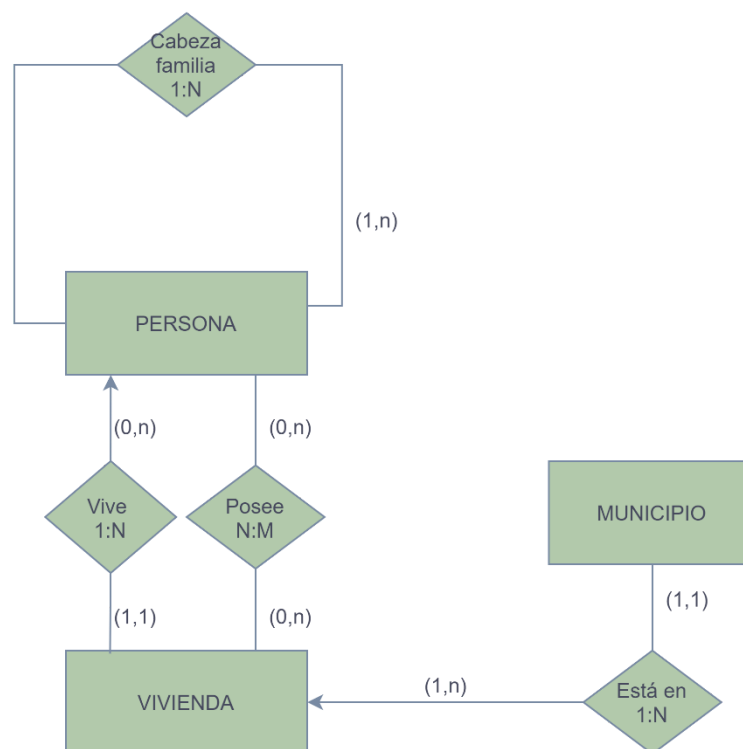 Cabeza
familia
1:N
(1,n)
PERSONA
(0,n)
(0,n)
Vive
1:N
Posee
N:M
MUNICIPIO
(1,1)
(0,n)
(1,1)
VIVIENDA
(1,n)
Está en
1:N